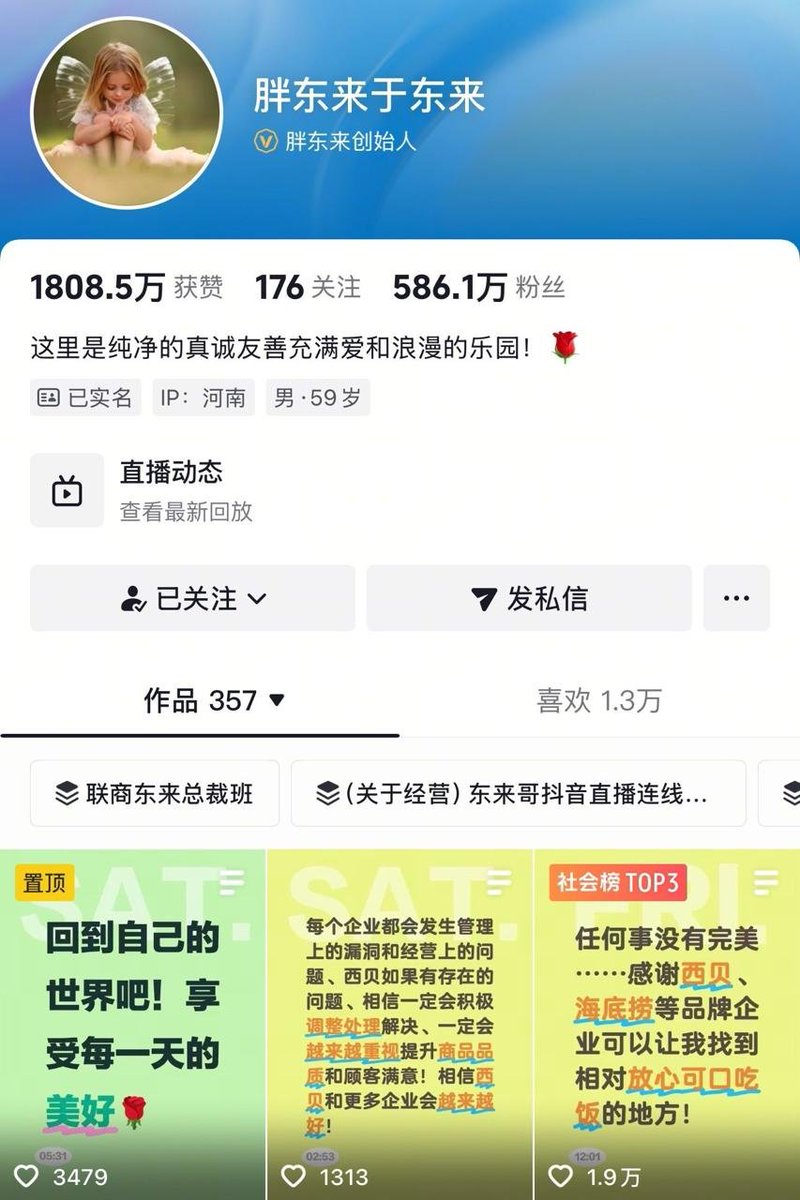 胖东来于东来
胖东来创始人
1808.5万 获赞 176 关注 586.1万 粉丝
这里是纯净的真诚友善充满爱和浪漫的乐园！🌹
已实名 IP：河南 男·59岁
直播动态
查看最新回放
已关注 发私信 ···
作品 357 喜欢 1.3万
联商东来总裁班 (关于经营) 东来哥抖音直播连线...
置顶
SAT.
回到自己的
世界吧！享
受每一天的
美好🌹
05:31
3479
SAT.
每个企业都会发生管理
上的漏洞和经营上的问
题、西贝如果有存在的
问题、相信一定会积极
调整处理解决、一定会
越来越重视提升商品品
质和顾客满意！相信西
贝和更多企业会越来越
好！
02:53
1313
社会榜 TOP3
FRI.
任何事没有完美
……感谢西贝、
海底捞等品牌企
业可以让我找到
相对放心可口吃
饭的地方！
12:01
1.9万